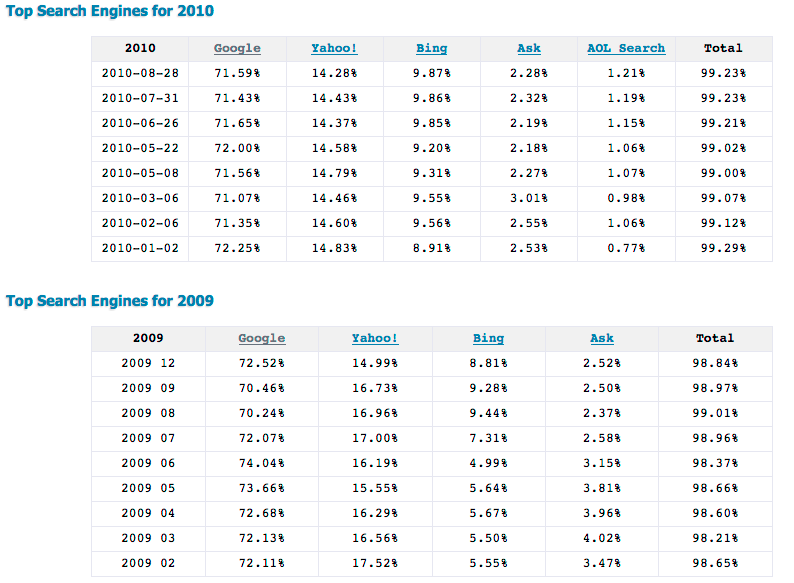 Top Search Engines for 2010
2010 Google Yahoo! Bing Ask AOL Search Total
2010-08-28 71.59% 14.28% 9.87% 2.28% 1.21% 99.23%
2010-07-31 71.43% 14.43% 9.86% 2.32% 1.19% 99.23%
2010-06-26 71.65% 14.37% 9.85% 2.19% 1.15% 99.21%
2010-05-22 72.00% 14.58% 9.20% 2.18% 1.06% 99.02%
2010-05-08 71.56% 14.79% 9.31% 2.27% 1.07% 99.00%
2010-03-06 71.07% 14.46% 9.55% 3.01% 0.98% 99.07%
2010-02-06 71.35% 14.60% 9.56% 2.55% 1.06% 99.12%
2010-01-02 72.25% 14.83% 8.91% 2.53% 0.77% 99.29%
Top Search Engines for 2009
2009 Google Yahoo! Bing Ask Total
2009 12 72.52% 14.99% 8.81% 2.52% 98.84%
2009 09 70.46% 16.73% 9.28% 2.50% 98.97%
2009 08 70.24% 16.96% 9.44% 2.37% 99.01%
2009 07 72.07% 17.00% 7.31% 2.58% 98.96%
2009 06 74.04% 16.19% 4.99% 3.15% 98.37%
2009 05 73.66% 15.55% 5.64% 3.81% 98.66%
2009 04 72.68% 16.29% 5.67% 3.96% 98.60%
2009 03 72.13% 16.56% 5.50% 4.02% 98.21%
2009 02 72.11% 17.52% 5.55% 3.47% 98.65%